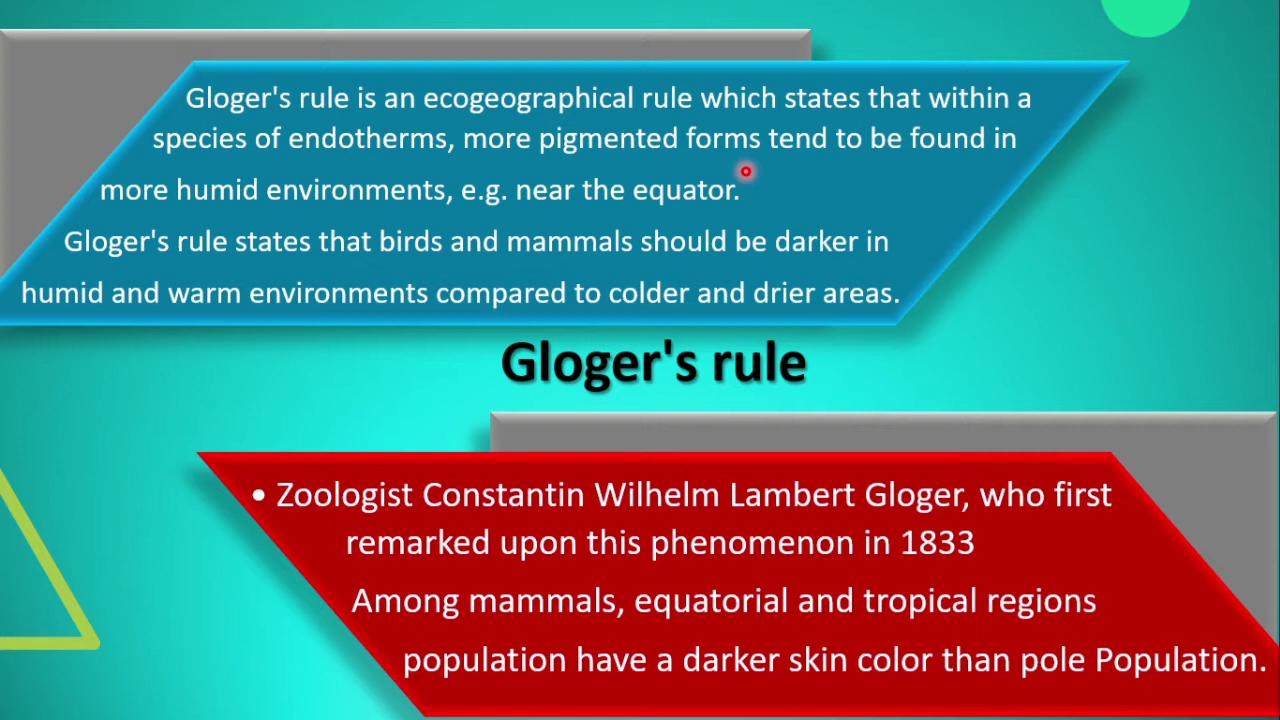 Gloger's rule is an ecogeographical rule which states that within a
species of endotherms, more pigmented forms tend to be found in
more humid environments, e.g. near the equator.
Gloger's rule states that birds and mammals should be darker in
humid and warm environments compared to colder and drier areas.
Gloger's rule
• Zoologist Constantin Wilhelm Lambert Gloger, who first
remarked upon this phenomenon in 1833
Among mammals, equatorial and tropical regions
population have a darker skin color than pole Population.